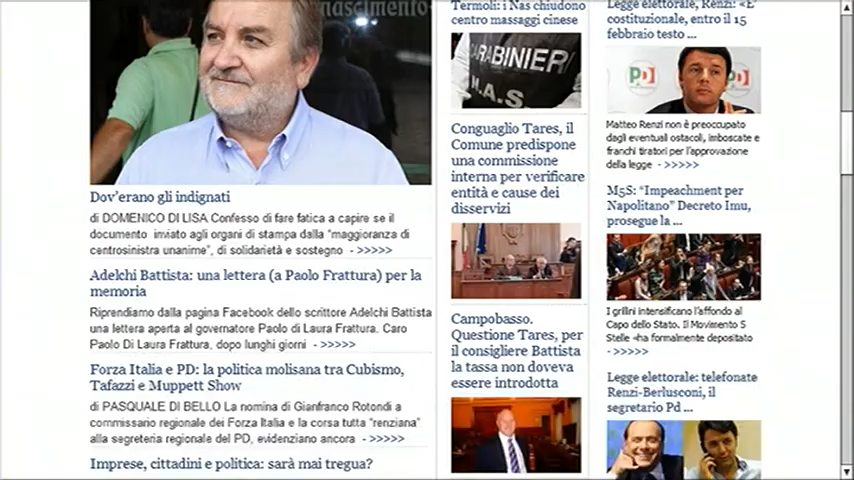 nascimento
Dov'erano gli indignati
di DOMENICO DI LISA Confesso di fare fatica a capire se il
documento inviato agli organi di stampa dalla "maggioranza di
centrosinistra unanime", di solidarietà e sostegno - >>>>>
Adelchi Battista: una lettera (a Paolo Frattura) per la
memoria
Riprendiamo dalla pagina Facebook dello scrittore Adelchi Battista
una lettera aperta al governatore Paolo di Laura Frattura. Caro
Paolo Di Laura Frattura, dopo lunghi giorni - >>>>>
Forza Italia e PD: la politica molisana tra Cubismo,
Tafazzi e Muppett Show
di PASQUALE DI BELLO La nomina di Gianfranco Rotondi a
commissario regionale dei Forza Italia e la corsa tutta "renziana"
alla segreteria regionale del PD, evidenziano ancora - >>>>>
Imprese, cittadini e politica: sarà mai tregua?
Termoli: i Nas chiudono
centro massaggi cinese
CARABINIERI
N.A.S.
Conguaglio Tares, il
Comune predispone
una commissione
interna per verificare
entità e cause dei
disservizi
Campobasso.
Questione Tares, per
il consigliere Battista
la tassa non doveva
essere introdotta
Legge elettorale, Renzi: «E'
costituzionale, entro il 15
febbraio testo ...
PD
PD
Matteo Renzi non è preoccupato
dagli eventuali ostacoli, imboscate e
franchi tiratori per l'approvazione
della legge - >>>>>
M5S: "Impeachment per
Napolitano" Decreto Imu,
prosegue la ...
I grillini intensificano l'affondo al
Capo dello Stato. Il Movimento 5
Stelle «ha formalmente depositato
- >>>>>
Legge elettorale: telefonate
Renzi-Berlusconi, il
segretario Pd ...